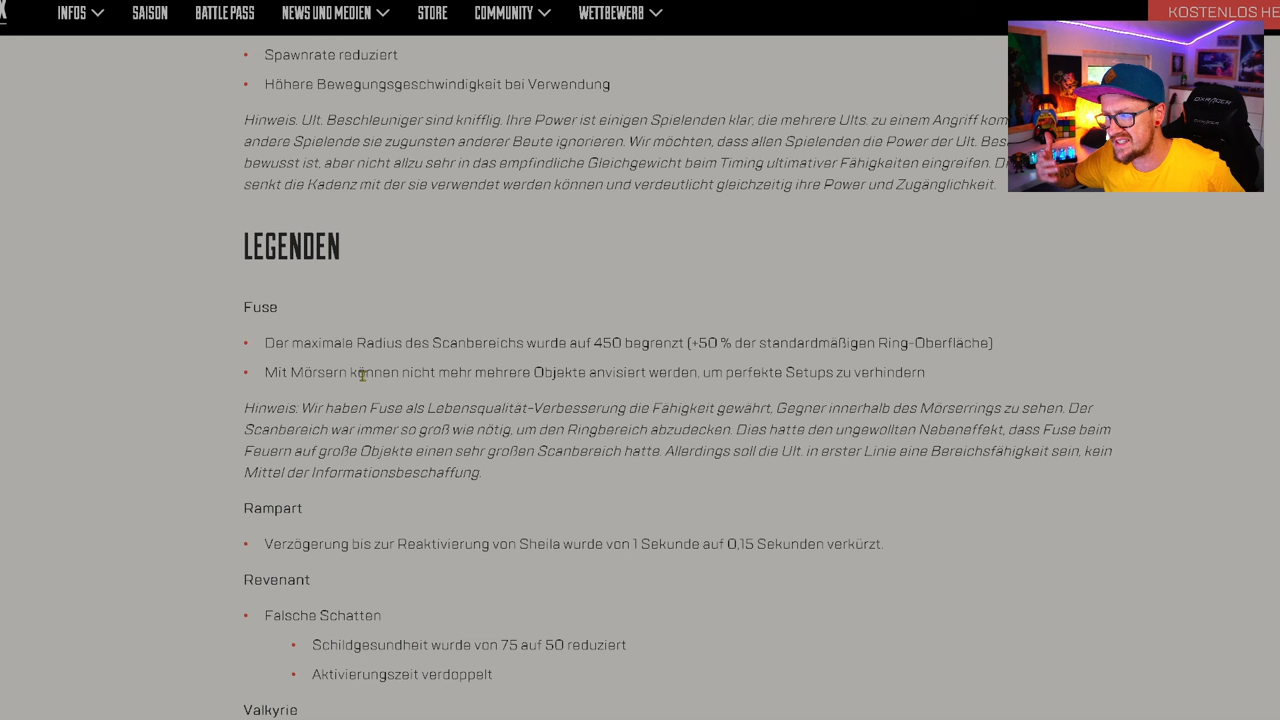 X
INFOS
SAISON
BATTLE PASS
NEWS UND MEDIEN
STORE
COMMUNITY
WETTBEWERB
KOSTENLOS HE
• Spawnrate reduziert
• Höhere Bewegungsgeschwindigkeit bei Verwendung
Hinweis: Ult. Beschleuniger sind knifflig. Ihre Power ist einigen Spielenden klar, die mehrere Ults. zu einem Angriff kom
andere Spielende sie zugunsten anderer Beute ignorieren. Wir möchten, dass allen Spielenden die Power der Ult. Bes
bewusst ist, aber nicht allzu sehr in das empfindliche Gleichgewicht beim Timing ultimativer Fähigkeiten eingreifen. D
senkt die Kadenz mit der sie verwendet werden können und verdeutlicht gleichzeitig ihre Power und Zugänglichkeit.
LEGENDEN
Fuse
• Der maximale Radius des Scanbereichs wurde auf 450 begrenzt (+50 % der standardmäßigen Ring-Oberfläche)
• Mit Mörsern können nicht mehr mehrere Objekte anvisiert werden, um perfekte Setups zu verhindern
Hinweis: Wir haben Fuse als Lebensqualität-Verbesserung die Fähigkeit gewährt, Gegner innerhalb des Mörserrings zu sehen. Der
Scanbereich war immer so groß wie nötig, um den Ringbereich abzudecken. Dies hatte den ungewollten Nebeneffekt, dass Fuse beim
Feuern auf große Objekte einen sehr großen Scanbereich hatte. Allerdings soll die Ult. in erster Linie eine Bereichsfähigkeit sein, kein
Mittel der Informationsbeschaffung.
Rampart
• Verzögerung bis zur Reaktivierung von Sheila wurde von 1 Sekunde auf 0,15 Sekunden verkürzt.
Revenant
• Falsche Schatten
• Schildgesundheit wurde von 75 auf 50 reduziert
• Aktivierungszeit verdoppelt
Valkyrie